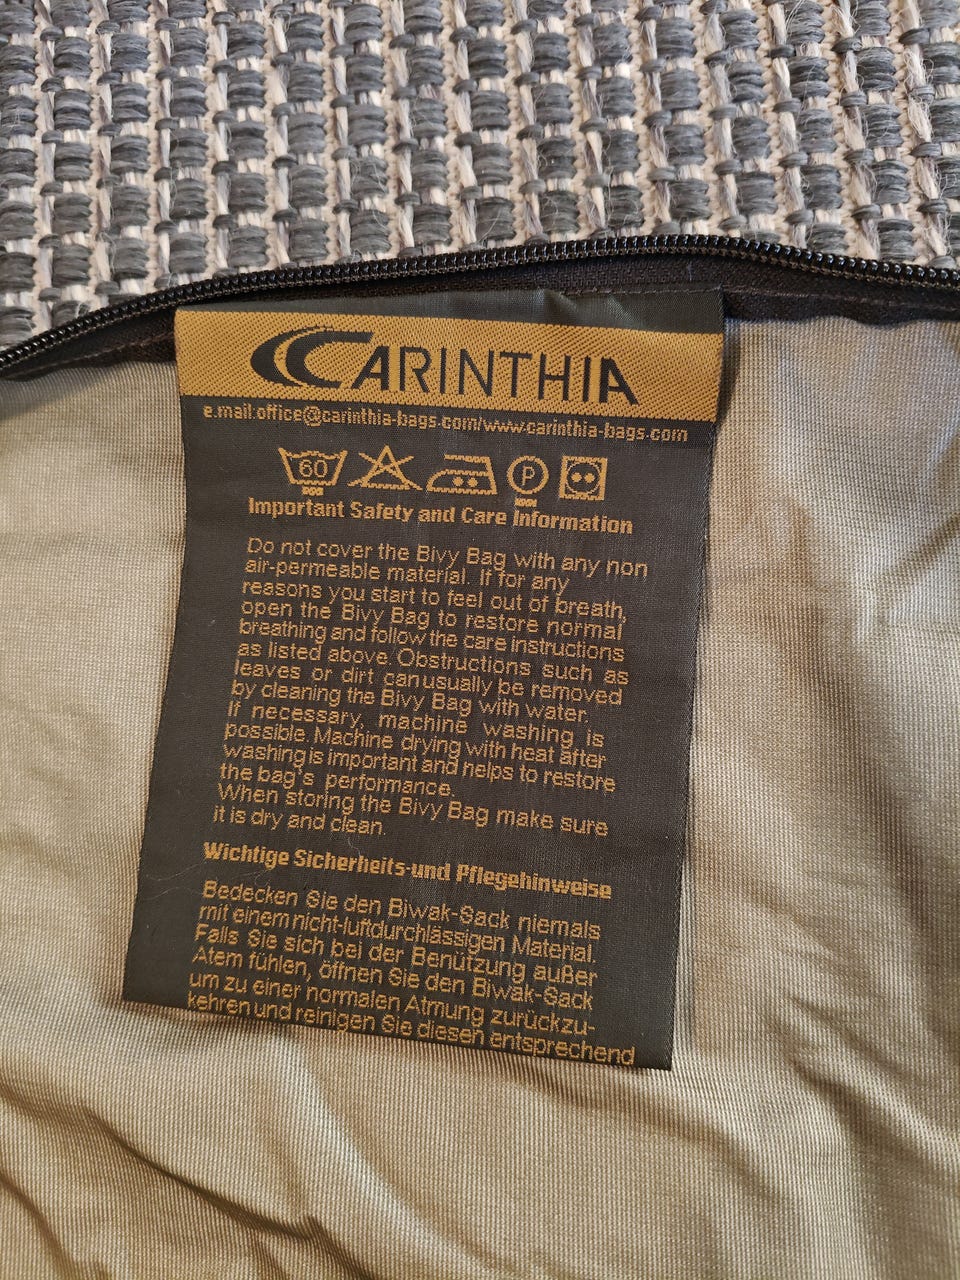 CARINTHIA
e.mail.office@carinthia-bags.com/www.carinthia-bags.com
60 P
Important Safety and Care Information
Do not cover the Bivy Bag with any non
air-permeable material. If for any
reasons you start to feel out of breath,
open the Bivy Bag to restore normal
breathing and follow the care instructions
as listed above. Obstructions such as
leaves or dirt can usually be removed
by cleaning the Bivy Bag with water.
If necessary, machine washing is
possible. Machine drying with heat after
washing is important and helps to restore
the bag's performance.
When storing the Bivy Bag make sure
it is dry and clean.
Wichtige Sicherheits-und Pflegehinweise
Bedecken Sie den Biwak-Sack niemals
mit einem nicht-luftdurchlässigen Material.
Falls Sie sich bei der Benützung außer
Atem fühlen, öffnen Sie den Biwak-Sack
um zu einer normalen Atmung zurückzu-
kehren und reinigen Sie diesen entsprechend